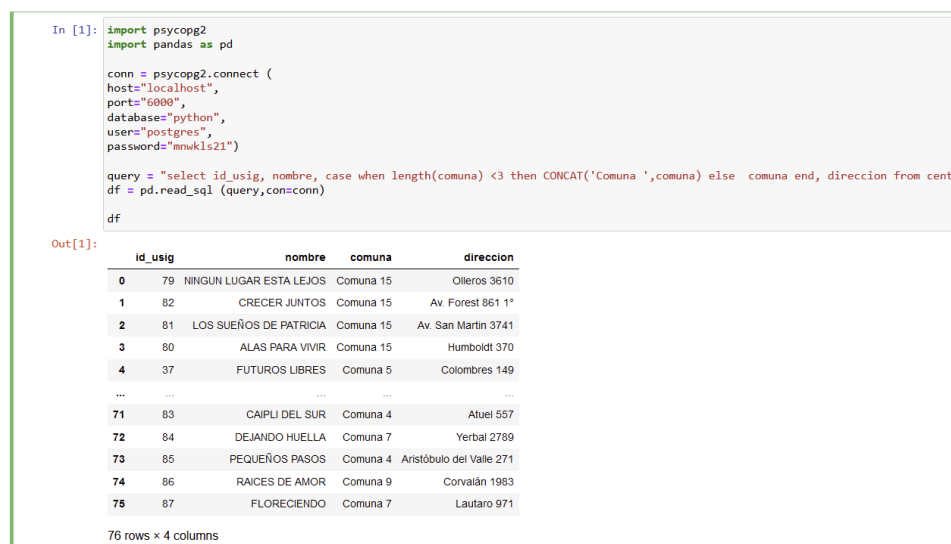 In [1]: import psycopg2
import pandas as pd
conn = psycopg2.connect (
host="localhost",
port="6000",
database="python",
user="postgres",
password="mnwkls21")
query = "select id_usig, nombre, case when length(comuna) <3 then CONCAT('Comuna ',comuna) else  comuna end, direccion from cent
df = pd.read_sql (query,con=conn)
df
Out[1]:
id_usig nombre comuna direccion
0 79 NINGUN LUGAR ESTA LEJOS Comuna 15 Olleros 3610
1 82 CRECER JUNTOS Comuna 15 Av. Forest 861 1°
2 81 LOS SUEÑOS DE PATRICIA Comuna 15 Av. San Martin 3741
3 80 ALAS PARA VIVIR Comuna 15 Humboldt 370
4 37 FUTUROS LIBRES Comuna 5 Colombres 149
... ... ... ... ...
71 83 CAIPLI DEL SUR Comuna 4 Atuel 557
72 84 DEJANDO HUELLA Comuna 7 Yerbal 2789
73 85 PEQUEÑOS PASOS Comuna 4 Aristóbulo del Valle 271
74 86 RAICES DE AMOR Comuna 9 Corvalán 1983
75 87 FLORECIENDO Comuna 7 Lautaro 971
76 rows × 4 columns